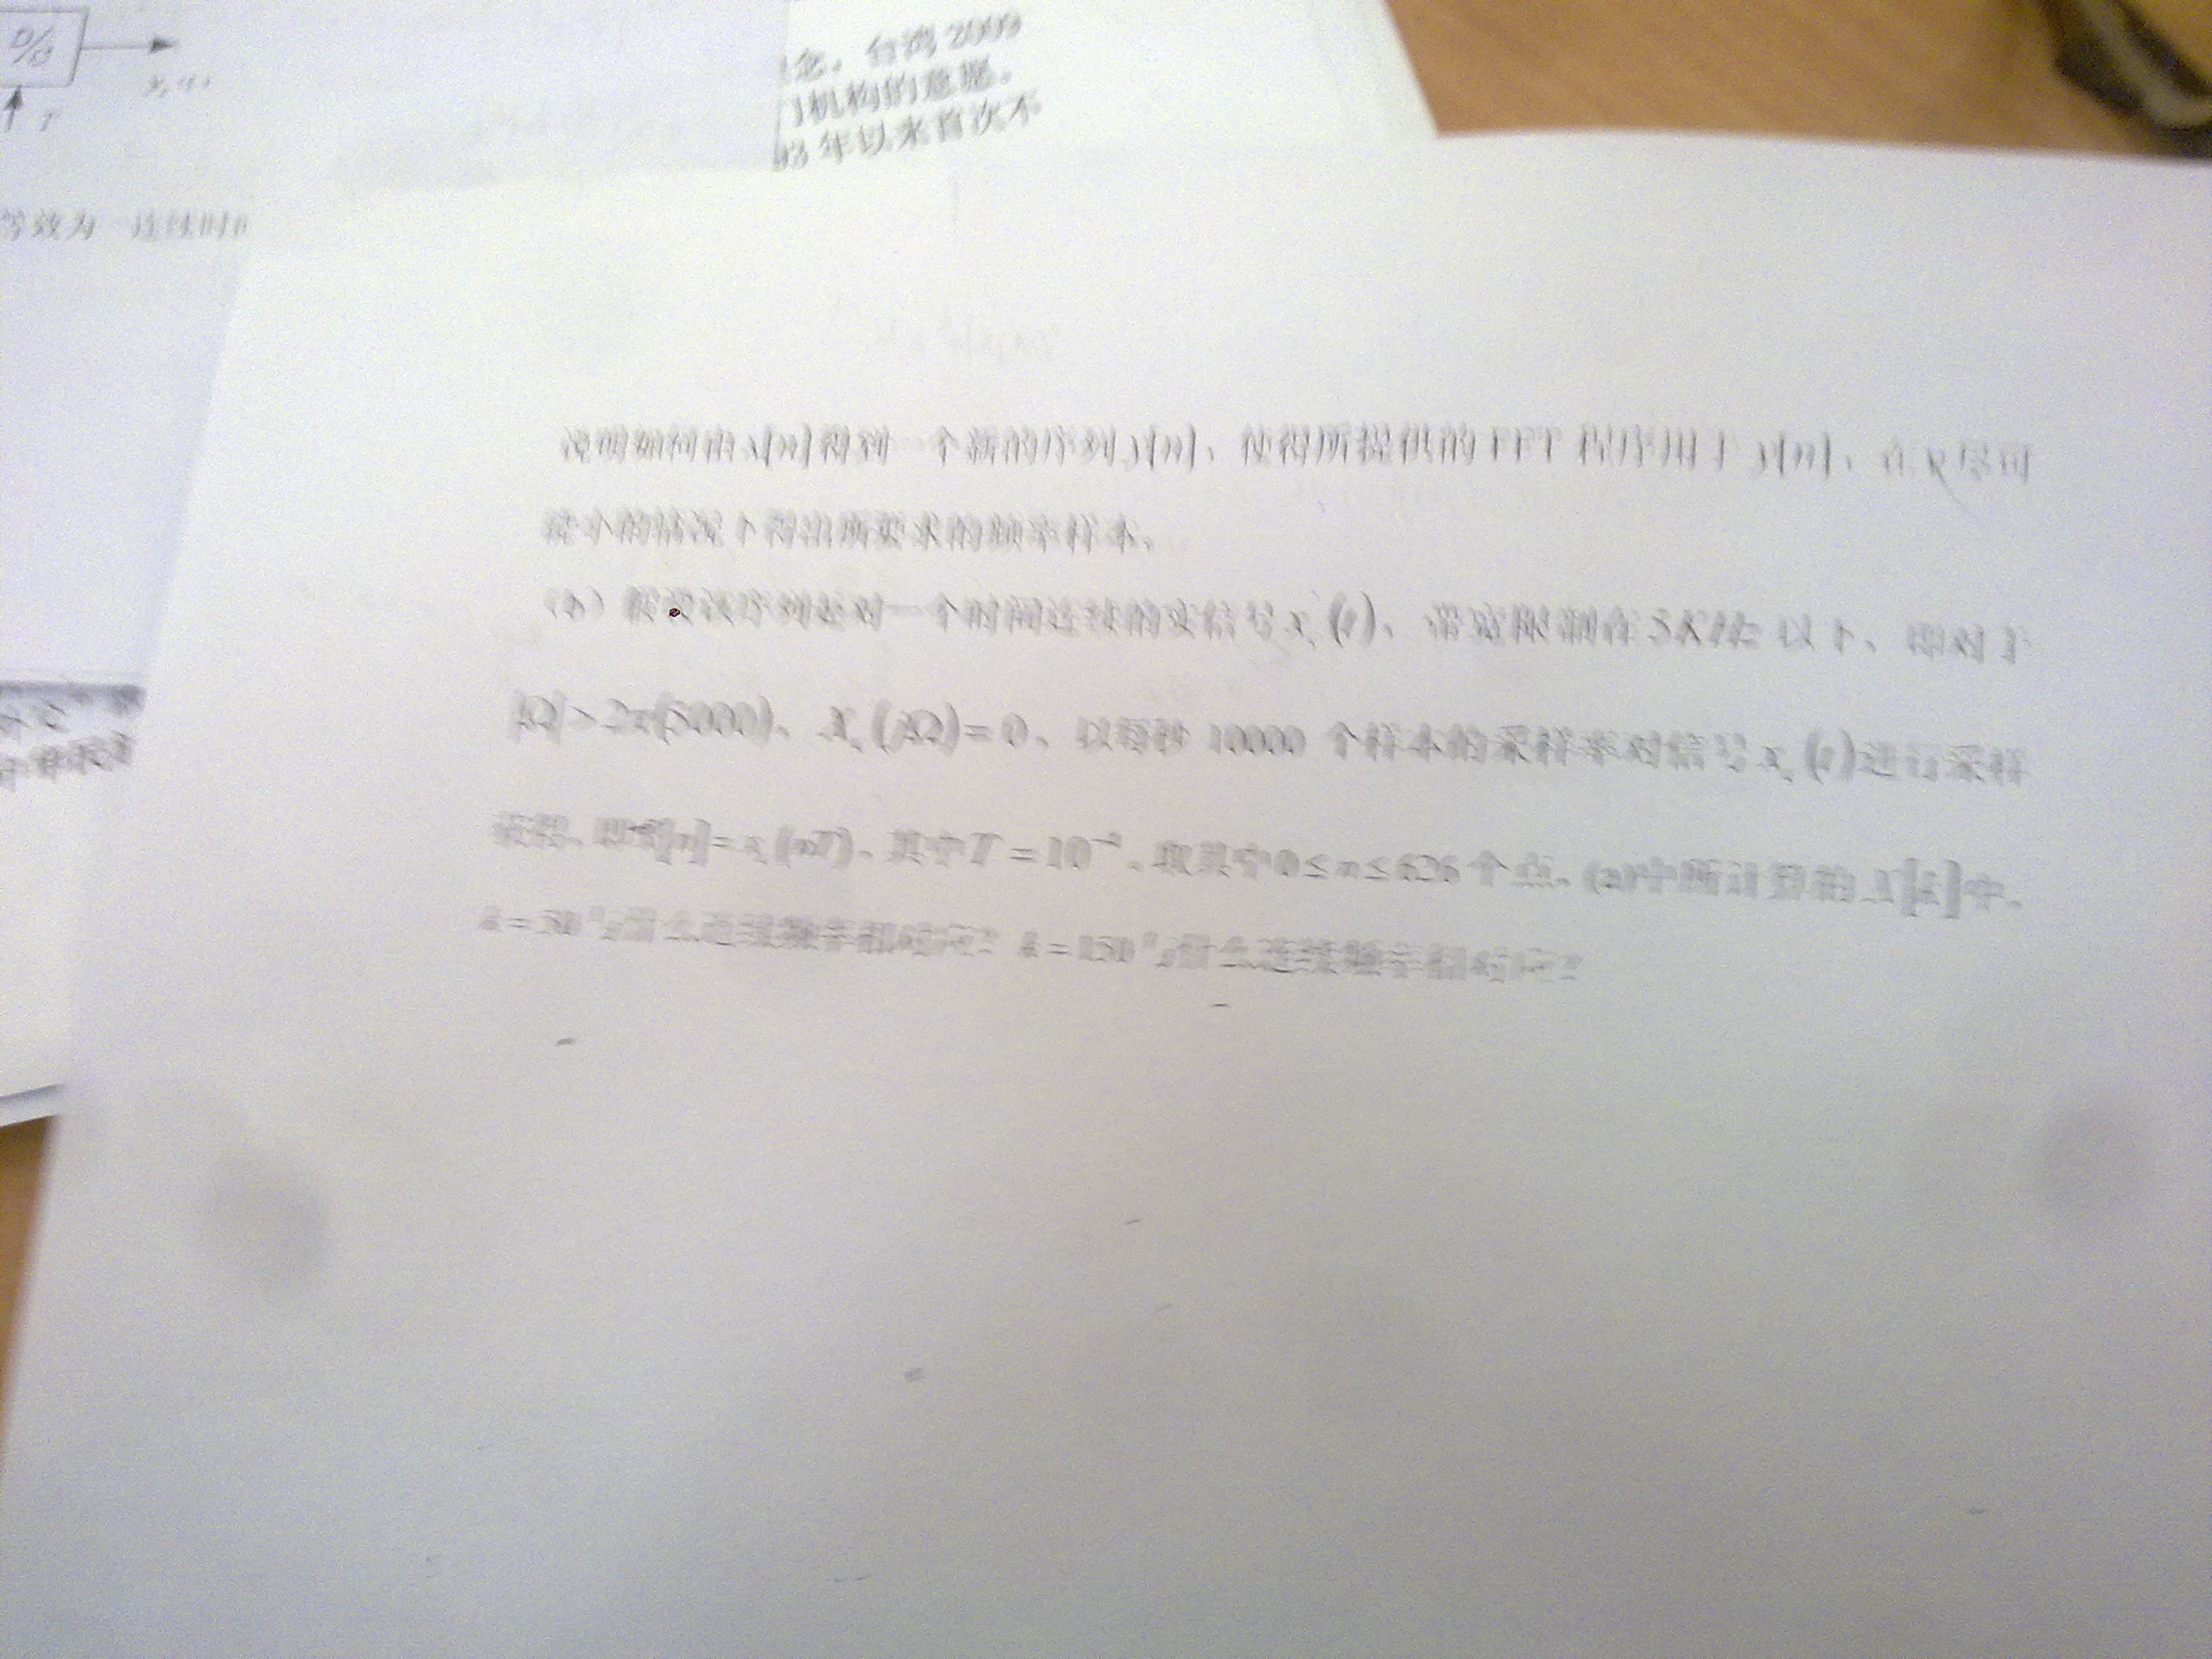 D/C
T
念。台湾 2009
机构的意愿。
93 年以来首次不
等效为一连续时
说明如何由 x[n] 得到一个新的序列 y[n]，使得所提供的 FFT 程序用于 y[n]，在 R 尽可
能小的情况下得出所要求的频率样本。
(b) 假设该序列是对一个时间连续的实信号 x_c(t)，带宽限制在 5KHz 以下，即对于
|Ω| > 2π(5000)，X_c(jΩ) = 0，以每秒 10000 个样本的采样率对信号 x_c(t) 进行采样
获得，即 x[n] = x_c(nT)，其中 T = 10⁻⁴，取其中 0 ≤ n ≤ 626 个点。(a) 中所计算的 X[k] 中，
k = 50 与什么连续频率相对应？k = 150 与什么连续频率相对应？